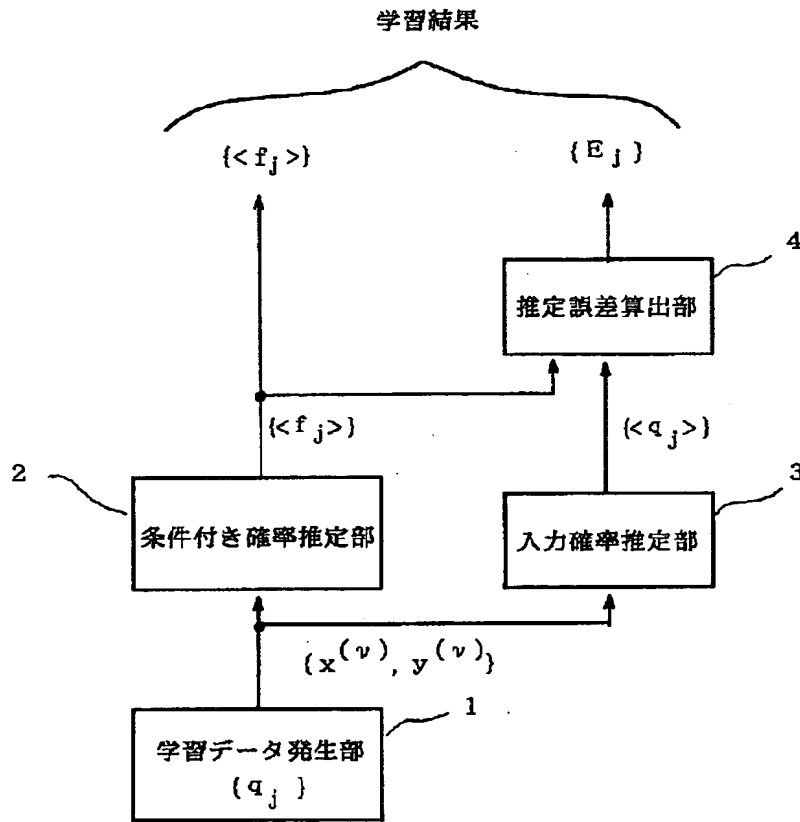 学習結果
{<f_j>}
{E_j}
4
推定誤差算出部
{<f_j>}
{<q_j>}
2
3
条件付き確率推定部
入力確率推定部
{x^(ν), y^(ν)}
1
学習データ発生部
{q_j}